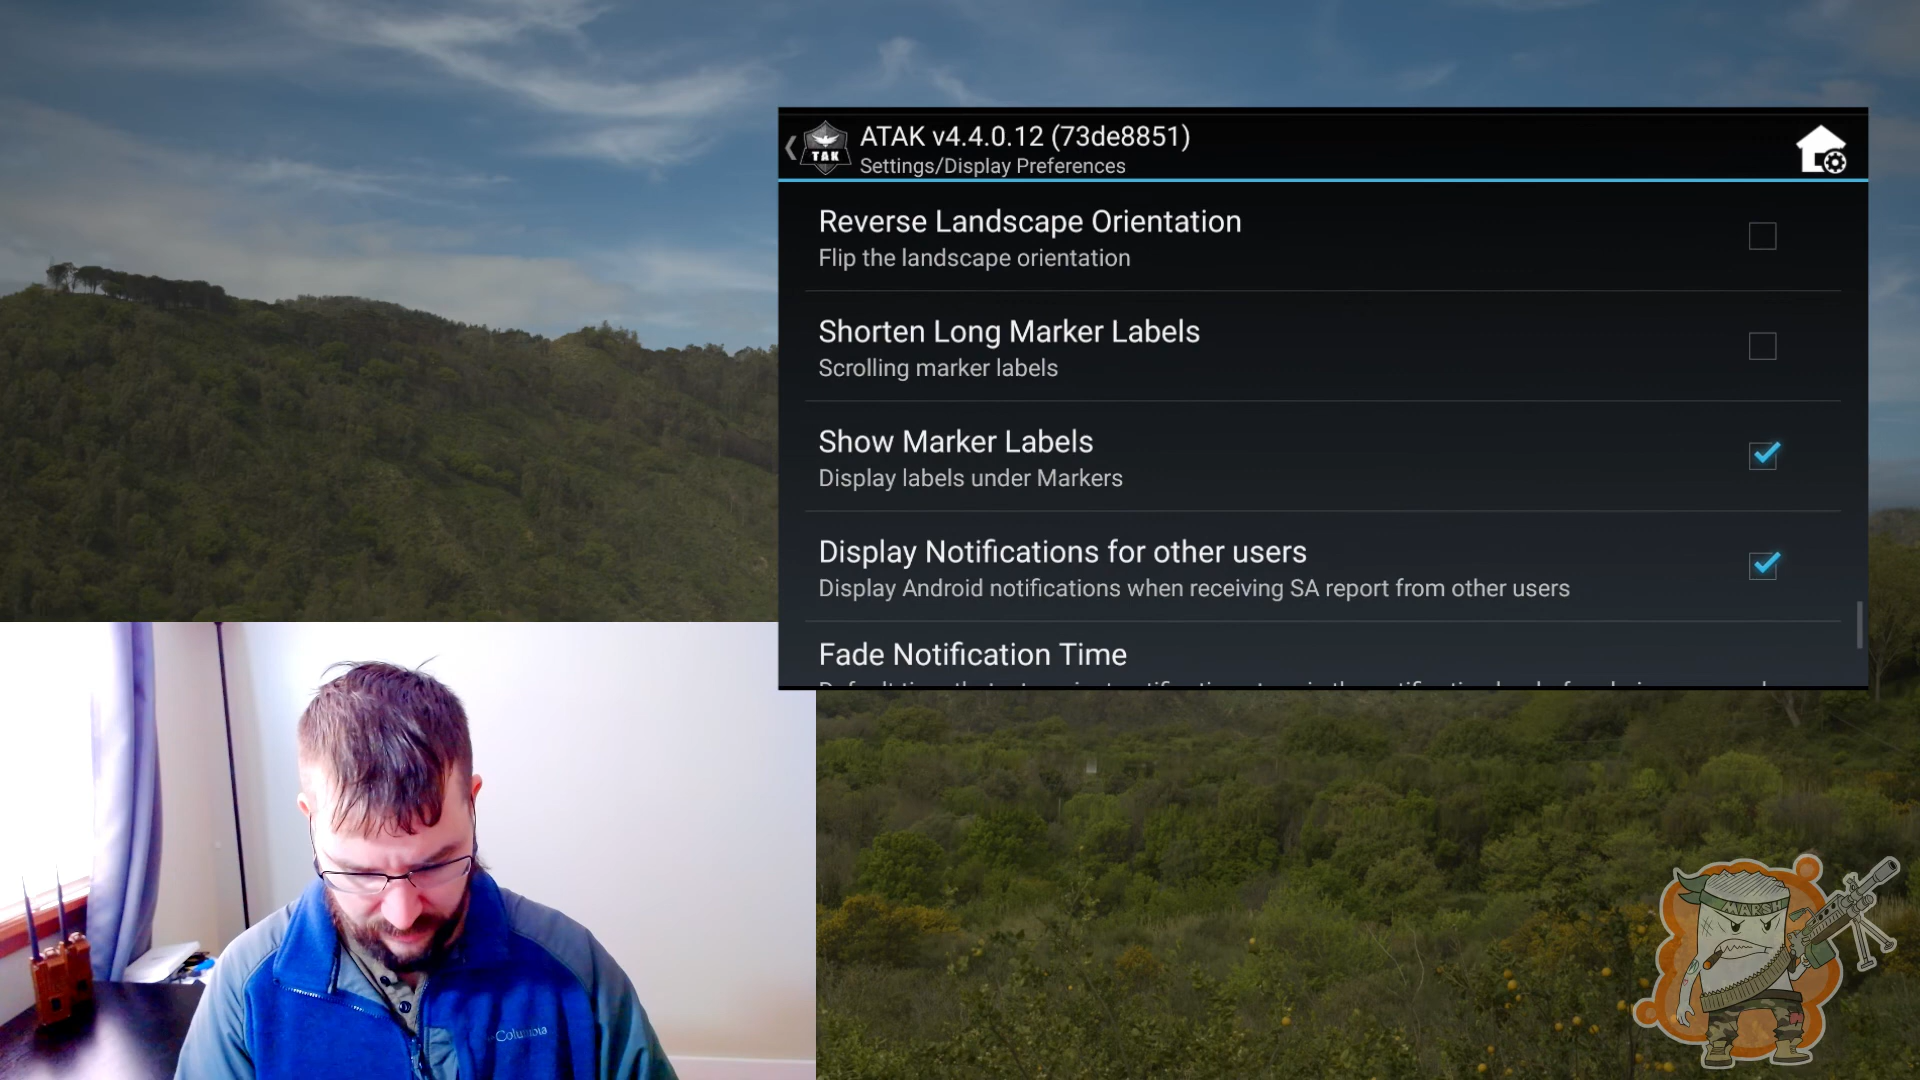 ATAK v4.4.0.12 (73de8851)
Settings/Display Preferences
TAK
Reverse Landscape Orientation
Flip the landscape orientation
Shorten Long Marker Labels
Scrolling marker labels
Show Marker Labels
Display labels under Markers
Display Notifications for other users
Display Android notifications when receiving SA report from other users
Fade Notification Time
Columbia
MARSH